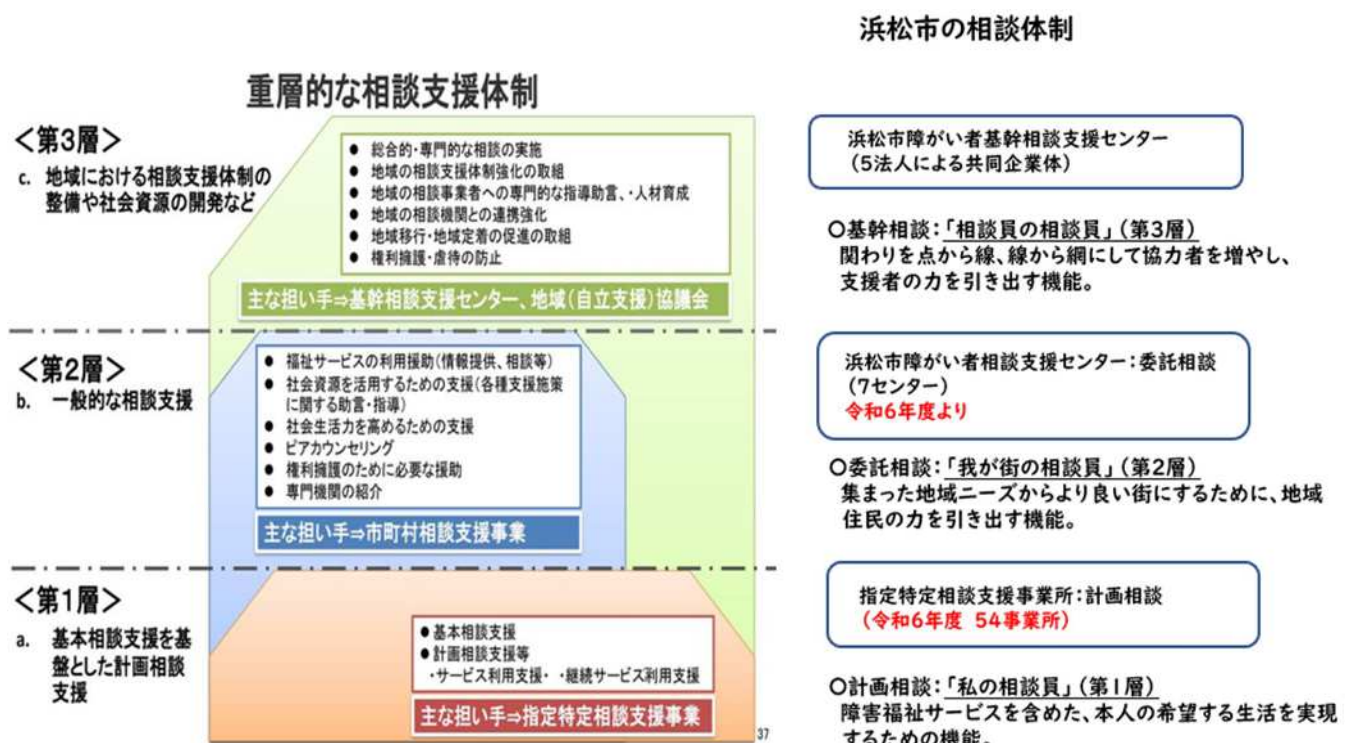 浜松市の相談体制
重層的な相談支援体制
<第3層>
c. 地域における相談支援体制の
整備や社会資源の開発など
● 総合的・専門的な相談の実施
● 地域の相談支援体制強化の取組
● 地域の相談事業者への専門的な指導助言、・人材育成
● 地域の相談機関との連携強化
● 地域移行・地域定着の促進の取組
● 権利擁護・虐待の防止
主な担い手⇒基幹相談支援センター、地域(自立支援)協議会
浜松市障がい者基幹相談支援センター
(5法人による共同企業体)
〇基幹相談:「相談員の相談員」(第3層)
関わりを点から線、線から網にして協力者を増やし、
支援者の力を引き出す機能。
<第2層>
b. 一般的な相談支援
● 福祉サービスの利用援助(情報提供、相談等)
● 社会資源を活用するための支援(各種支援施策
に関する助言・指導)
● 社会生活力を高めるための支援
● ピアカウンセリング
● 権利擁護のために必要な援助
● 専門機関の紹介
主な担い手⇒市町村相談支援事業
浜松市障がい者相談支援センター:委託相談
(7センター)
令和6年度より
〇委託相談:「我が街の相談員」(第2層)
集まった地域ニーズからより良い街にするために、地域
住民の力を引き出す機能。
<第1層>
a. 基本相談支援を基
盤とした計画相談
支援
●基本相談支援
●計画相談支援等
・サービス利用支援・ ・継続サービス利用支援
主な担い手⇒指定特定相談支援事業
37
指定特定相談支援事業所:計画相談
(令和6年度 54事業所)
〇計画相談:「私の相談員」(第1層)
障害福祉サービスを含めた、本人の希望する生活を実現
するための機能。